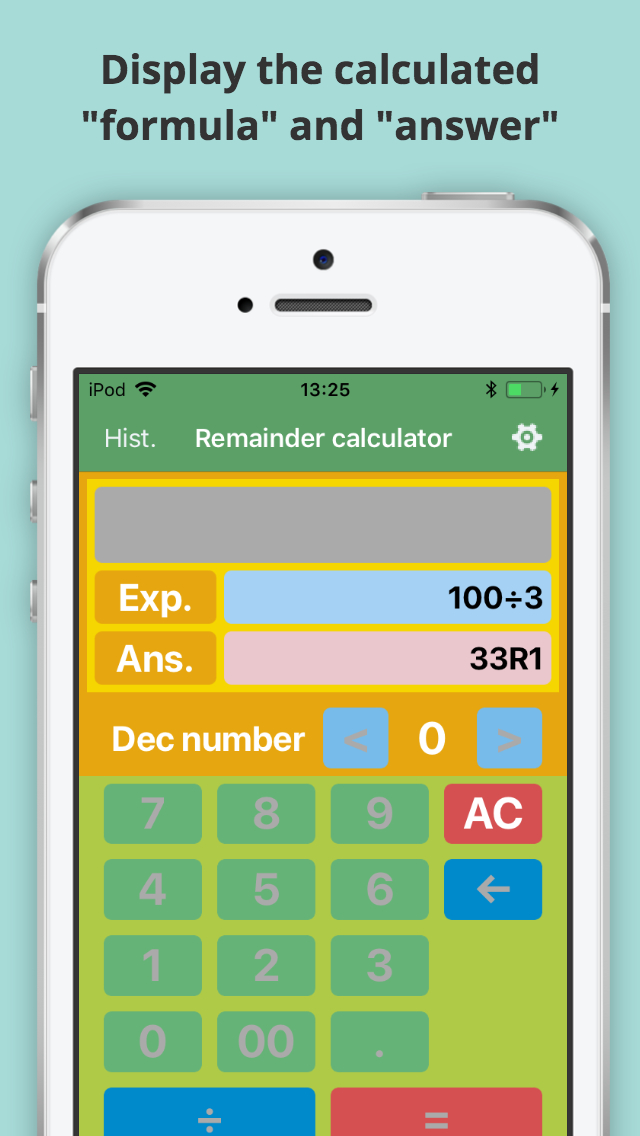 Display the calculated
"formula" and "answer"
iPod 13:25
Hist. Remainder calculator
Exp. 100÷3
Ans. 33R1
Dec number < 0 >
7 8 9 AC
4 5 6 ←
1 2 3
0 00 .
÷ =